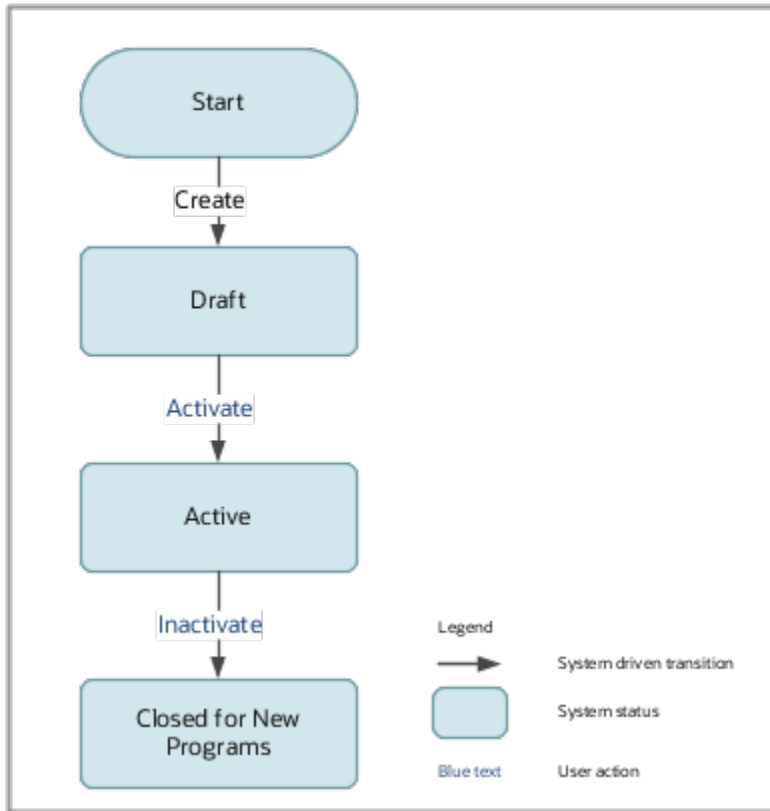 Start
Create
Draft
Activate
Active
Inactivate
Closed for New
Programs
Legend
System driven transition
System status
Blue text User action